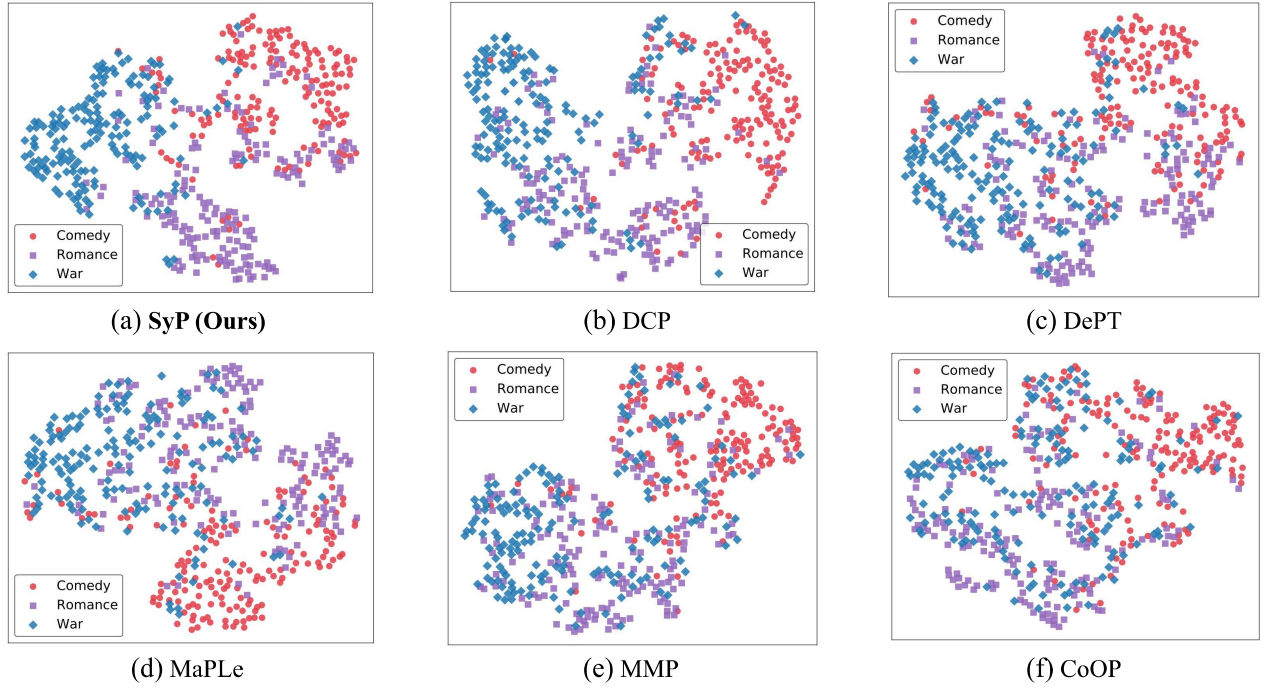 Comedy
Romance
War
(a) SyP (Ours)
Comedy
Romance
War
(b) DCP
Comedy
Romance
War
(c) DePT
Comedy
Romance
War
(d) MaPLe
Comedy
Romance
War
(e) MMP
Comedy
Romance
War
(f) CoOP